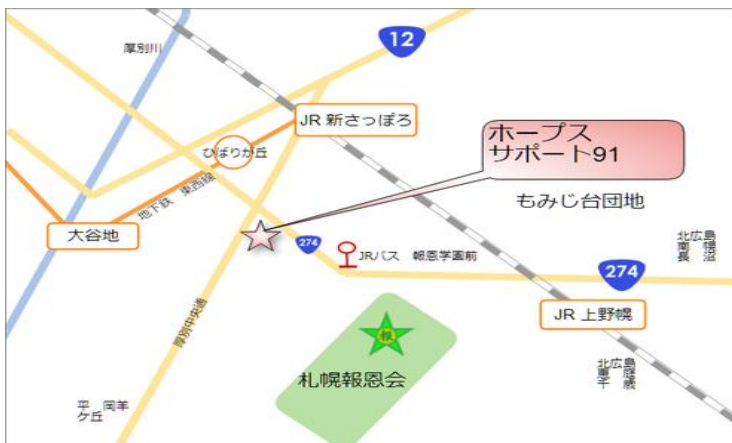 12
厚別川
JR 新さっぽろ
ホープス
サポート91
ひばりが丘
もみじ台団地
地下鉄 東西線
大谷地
274
JRバス 報恩学園前
北広島
南幌
長沼
274
厚別中央通
JR 上野幌
報
札幌報恩会
北広島
恵庭
千歳
平岡
羊ケ丘